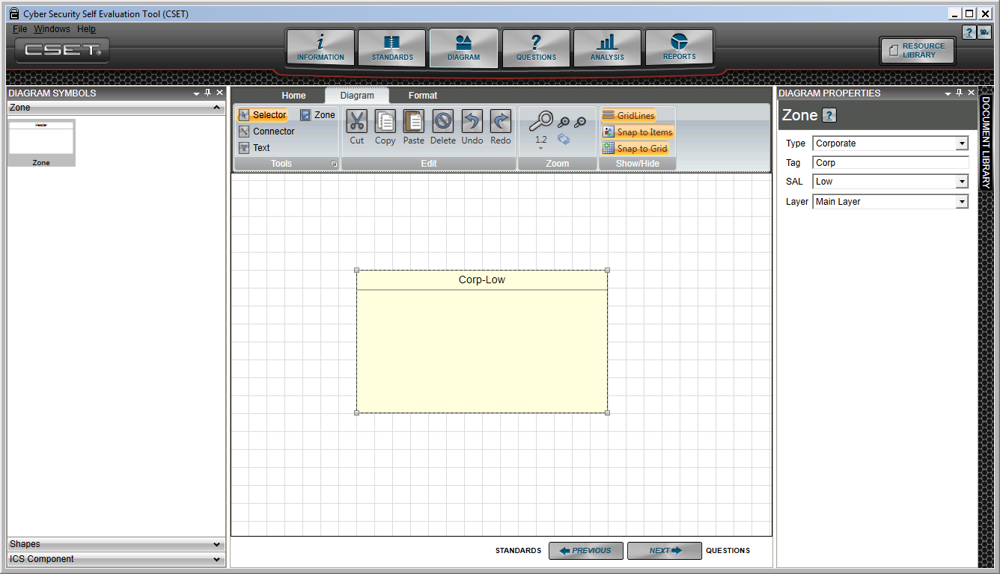 Cyber Security Self Evaluation Tool (CSET)
File Windows Help
CSET
INFORMATION
STANDARDS
DIAGRAM
QUESTIONS
ANALYSIS
REPORTS
RESOURCE
LIBRARY
DIAGRAM SYMBOLS
Zone
Header
Zone
Shapes
ICS Component
Home Diagram Format
Selector Zone
Connector
Text
Tools
Cut Copy Paste Delete Undo Redo
Edit
1.2
Zoom
GridLines
Snap to Items
Snap to Grid
Show/Hide
Corp-Low
STANDARDS PREVIOUS NEXT QUESTIONS
DIAGRAM PROPERTIES
Zone ?
Type Corporate
Tag Corp
SAL Low
Layer Main Layer
DOCUMENT LIBRARY